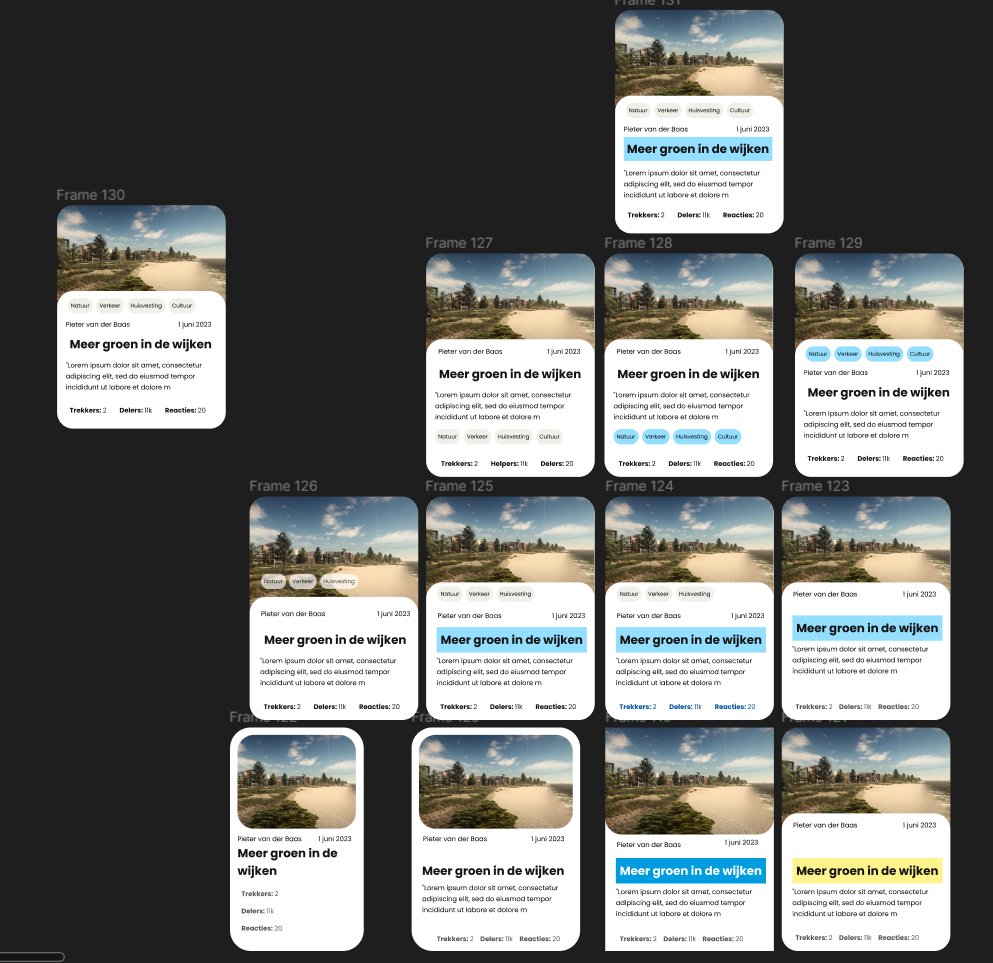 Frame 131
Natuur Verkeer Huisvesting Cultuur
Pieter van der Baas 1 juni 2023
Meer groen in de wijken
"Lorem ipsum dolor sit amet, consectetur
adipiscing elit, sed do eiusmod tempor
incididunt ut labore et dolore m
Trekkers: 2 Delers: 11k Reacties: 20
Frame 130
Natuur Verkeer Huisvesting Cultuur
Pieter van der Baas 1 juni 2023
Meer groen in de wijken
"Lorem ipsum dolor sit amet, consectetur
adipiscing elit, sed do eiusmod tempor
incididunt ut labore et dolore m
Trekkers: 2 Delers: 11k Reacties: 20
Frame 127
Pieter van der Baas 1 juni 2023
Meer groen in de wijken
"Lorem ipsum dolor sit amet, consectetur
adipiscing elit, sed do eiusmod tempor
incididunt ut labore et dolore m
Natuur Verkeer Huisvesting Cultuur
Trekkers: 2 Helpers: 11k Delers: 20
Frame 128
Pieter van der Baas 1 juni 2023
Meer groen in de wijken
"Lorem ipsum dolor sit amet, consectetur
adipiscing elit, sed do eiusmod tempor
incididunt ut labore et dolore m
Natuur Verkeer Huisvesting Cultuur
Trekkers: 2 Delers: 11k Reacties: 20
Frame 129
Natuur Verkeer Huisvesting Cultuur
Pieter van der Baas 1 juni 2023
Meer groen in de wijken
"Lorem ipsum dolor sit amet, consectetur
adipiscing elit, sed do eiusmod tempor
incididunt ut labore et dolore m
Trekkers: 2 Delers: 11k Reacties: 20
Frame 126
Natuur Verkeer Huisvesting
Pieter van der Baas 1 juni 2023
Meer groen in de wijken
"Lorem ipsum dolor sit amet, consectetur
adipiscing elit, sed do eiusmod tempor
incididunt ut labore et dolore m
Trekkers: 2 Delers: 11k Reacties: 20
Frame 125
Natuur Verkeer Huisvesting
Pieter van der Baas 1 juni 2023
Meer groen in de wijken
"Lorem ipsum dolor sit amet, consectetur
adipiscing elit, sed do eiusmod tempor
incididunt ut labore et dolore m
Trekkers: 2 Delers: 11k Reacties: 20
Frame 124
Natuur Verkeer Huisvesting
Pieter van der Baas 1 juni 2023
Meer groen in de wijken
"Lorem ipsum dolor sit amet, consectetur
adipiscing elit, sed do eiusmod tempor
incididunt ut labore et dolore m
Trekkers: 2 Delers: 11k Reacties: 20
Frame 123
Pieter van der Baas 1 juni 2023
Meer groen in de wijken
"Lorem ipsum dolor sit amet, consectetur
adipiscing elit, sed do eiusmod tempor
incididunt ut labore et dolore m
Trekkers: 2 Delers: 11k Reacties: 20
Pieter van der Baas 1 juni 2023
Meer groen in de
wijken
Trekkers: 2
Delers: 11k
Reacties: 20
Pieter van der Baas 1 juni 2023
Meer groen in de wijken
"Lorem ipsum dolor sit amet, consectetur
adipiscing elit, sed do eiusmod tempor
incididunt ut labore et dolore m
Trekkers: 2 Delers: 11k Reacties: 20
Pieter van der Baas 1 juni 2023
Meer groen in de wijken
"Lorem ipsum dolor sit amet, consectetur
adipiscing elit, sed do eiusmod tempor
incididunt ut labore et dolore m
Trekkers: 2 Delers: 11k Reacties: 20
Pieter van der Baas 1 juni 2023
Meer groen in de wijken
"Lorem ipsum dolor sit amet, consectetur
adipiscing elit, sed do eiusmod tempor
incididunt ut labore et dolore m
Trekkers: 2 Delers: 11k Reacties: 20